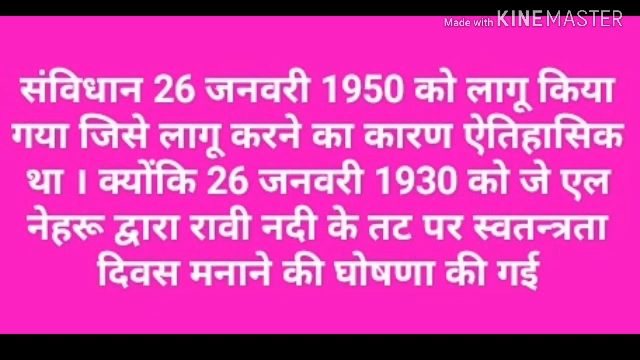 Made with KINEMASTER
संविधान 26 जनवरी 1950 को लागू किया
गया जिसे लागू करने का कारण ऐतिहासिक
था । क्योंकि 26 जनवरी 1930 को जे एल
नेहरू द्वारा रावी नदी के तट पर स्वतन्त्रता
दिवस मनाने की घोषणा की गई